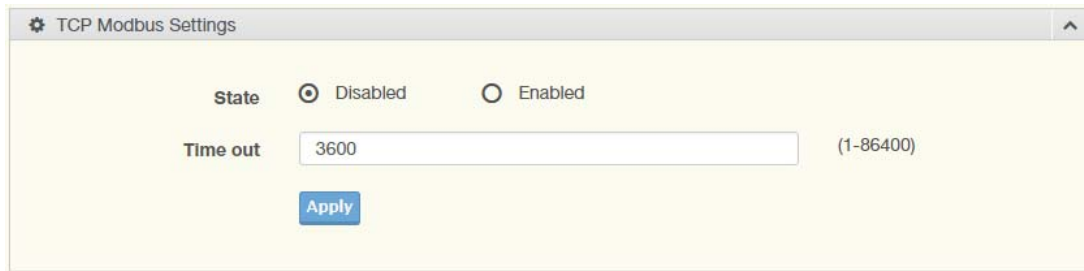 TCP Modbus Settings
State Disabled Enabled
Time out 3600 (1-86400)
Apply